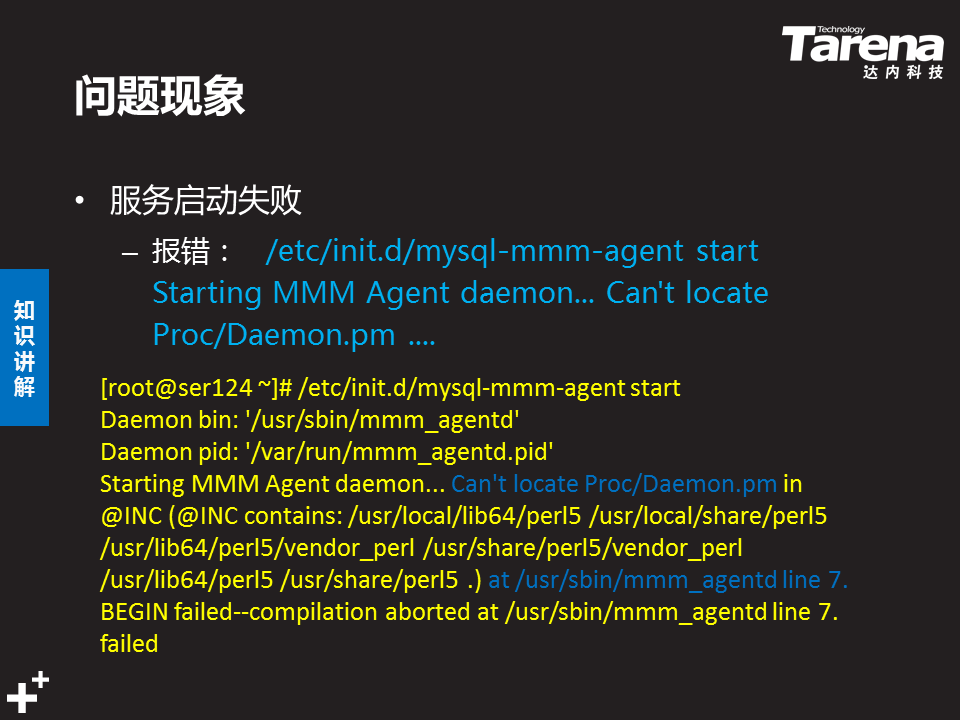 Technology
Tarena
达内科技
问题现象
• 服务启动失败
– 报错： /etc/init.d/mysql-mmm-agent start
Starting MMM Agent daemon... Can't locate
Proc/Daemon.pm ....
知
识
讲
解
[root@ser124 ~]# /etc/init.d/mysql-mmm-agent start
Daemon bin: '/usr/sbin/mmm_agentd'
Daemon pid: '/var/run/mmm_agentd.pid'
Starting MMM Agent daemon... Can't locate Proc/Daemon.pm in
@INC (@INC contains: /usr/local/lib64/perl5 /usr/local/share/perl5
/usr/lib64/perl5/vendor_perl /usr/share/perl5/vendor_perl
/usr/lib64/perl5 /usr/share/perl5 .) at /usr/sbin/mmm_agentd line 7.
BEGIN failed--compilation aborted at /usr/sbin/mmm_agentd line 7.
failed